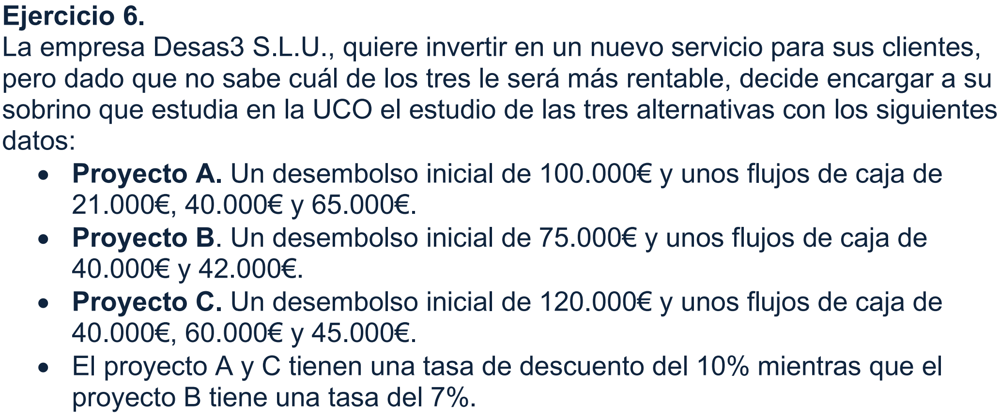 Ejercicio 6.
La empresa Desas3 S.L.U., quiere invertir en un nuevo servicio para sus clientes,
pero dado que no sabe cuál de los tres le será más rentable, decide encargar a su
sobrino que estudia en la UCO el estudio de las tres alternativas con los siguientes
datos:
• Proyecto A. Un desembolso inicial de 100.000€ y unos flujos de caja de
21.000€, 40.000€ y 65.000€.
• Proyecto B. Un desembolso inicial de 75.000€ y unos flujos de caja de
40.000€ y 42.000€.
• Proyecto C. Un desembolso inicial de 120.000€ y unos flujos de caja de
40.000€, 60.000€ y 45.000€.
• El proyecto A y C tienen una tasa de descuento del 10% mientras que el
proyecto B tiene una tasa del 7%.